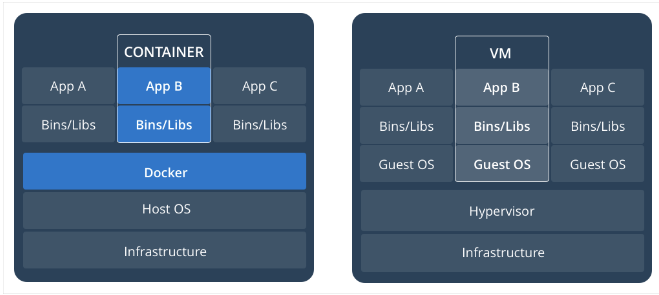 CONTAINER
App A App B App C
Bins/Libs Bins/Libs Bins/Libs
Docker
Host OS
Infrastructure
VM
App A App B App C
Bins/Libs Bins/Libs Bins/Libs
Guest OS Guest OS Guest OS
Hypervisor
Infrastructure